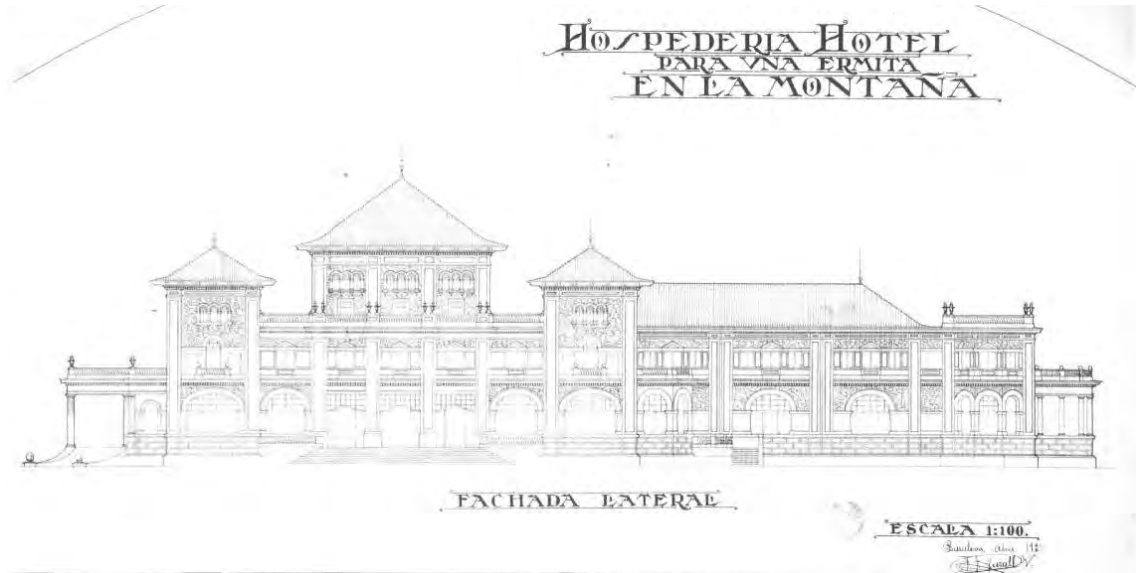 HOSPEDERIA HOTEL
PARA VNA ERMITA
EN LA MONTAÑA
FACHADA LATERAL
ESCALA 1:100.